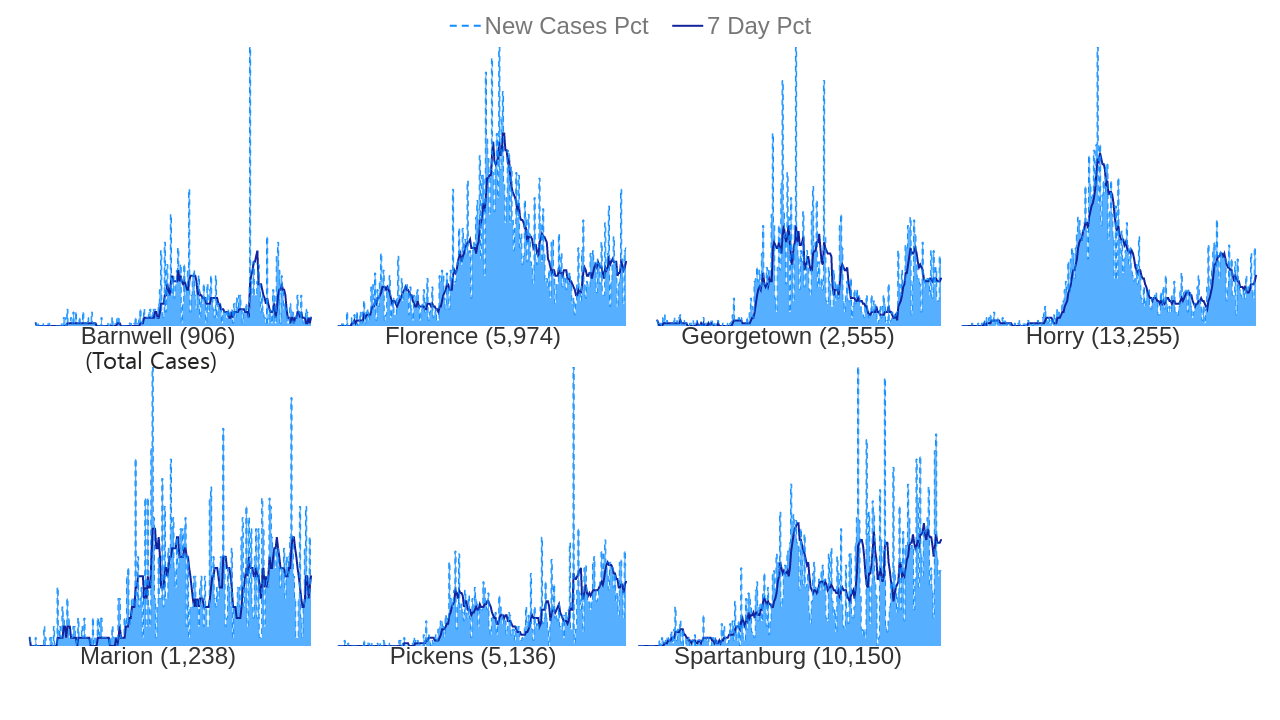 New Cases Pct 7 Day Pct
Barnwell (906) Florence (5,974) Georgetown (2,555) Horry (13,255)
(Total Cases)
Marion (1,238) Pickens (5,136) Spartanburg (10,150)